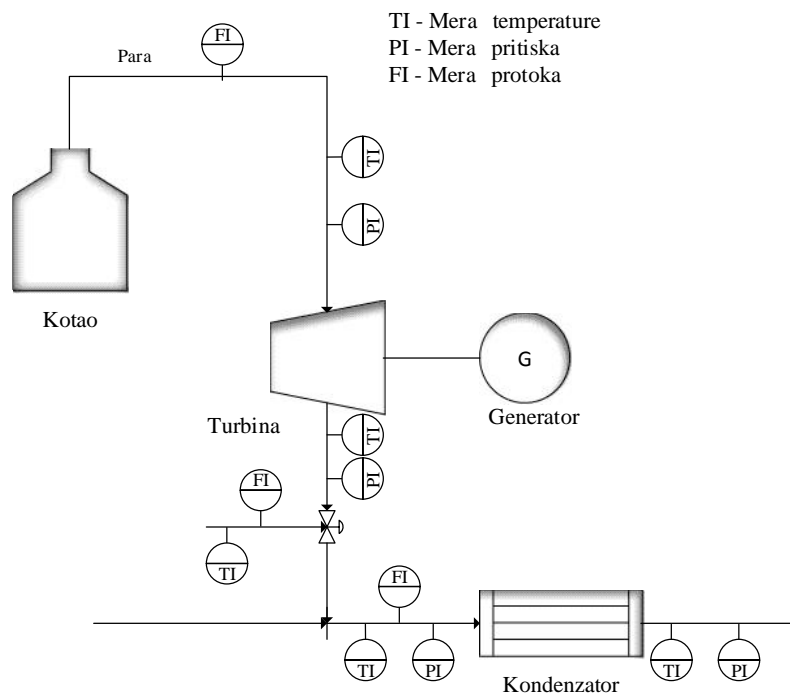 FI
TI - Mera temperature
PI - Mera pritiska
FI - Mera protoka
Para
TI
PI
Kotao
G
Generator
Turbina
TI
PI
FI
TI
FI
TI
PI
TI
PI
Kondenzator